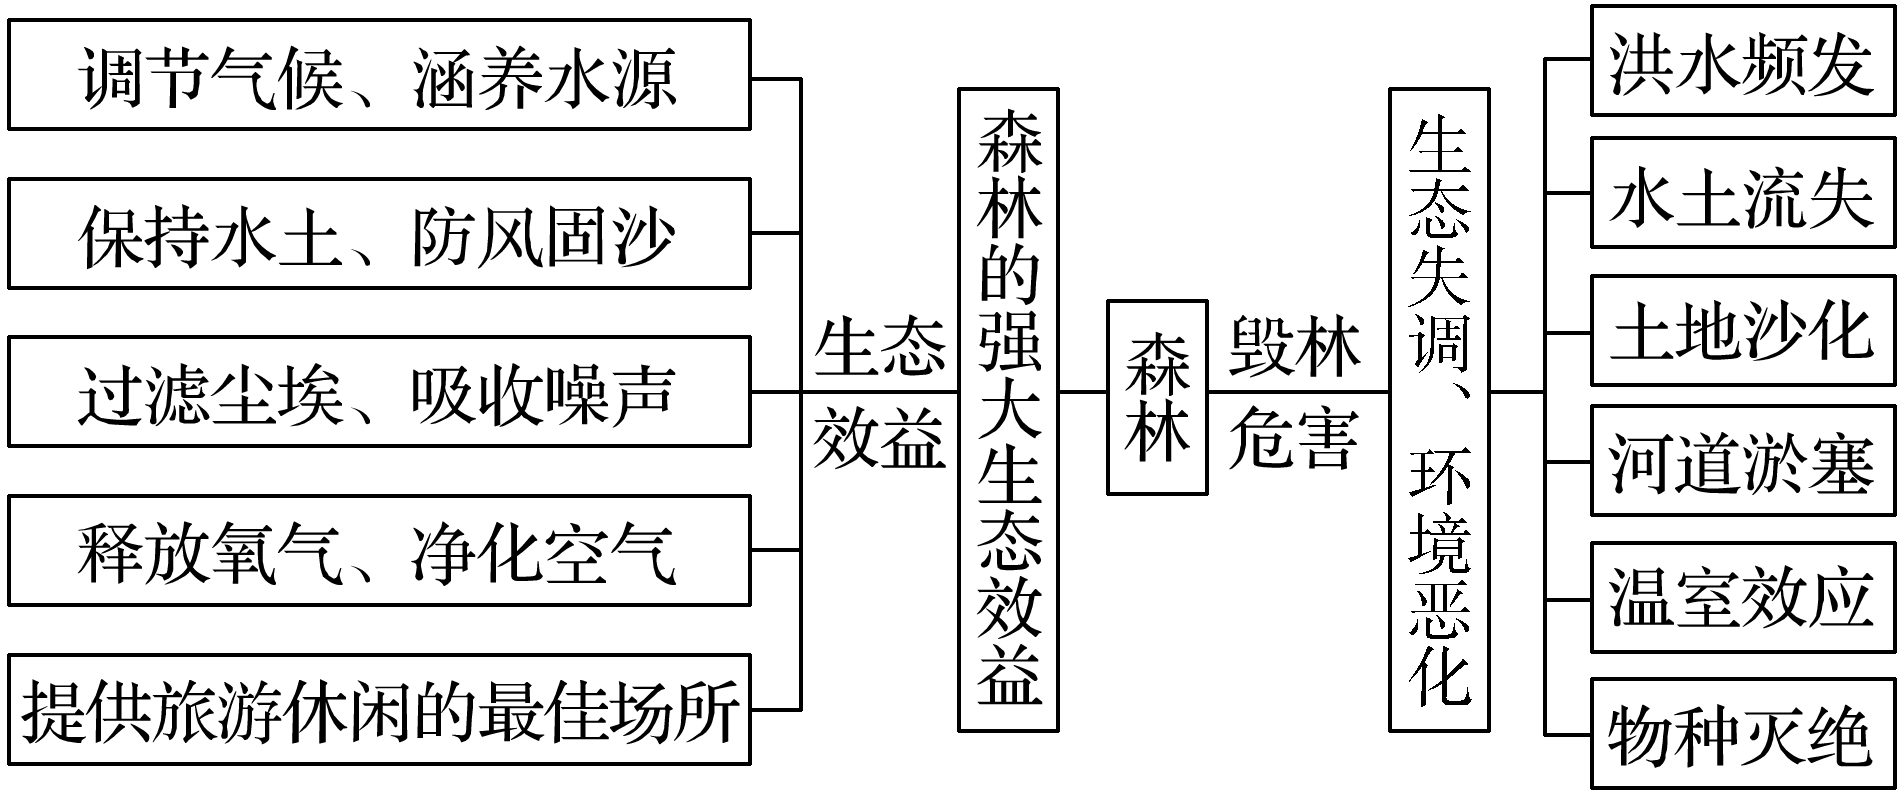 调节气候、涵养水源
保持水土、防风固沙
过滤尘埃、吸收噪声
释放氧气、净化空气
提供旅游休闲的最佳场所
生态
效益
森林的强大生态效益
森林
毁林
危害
生态失调、环境恶化
洪水频发
水土流失
土地沙化
河道淤塞
温室效应
物种灭绝